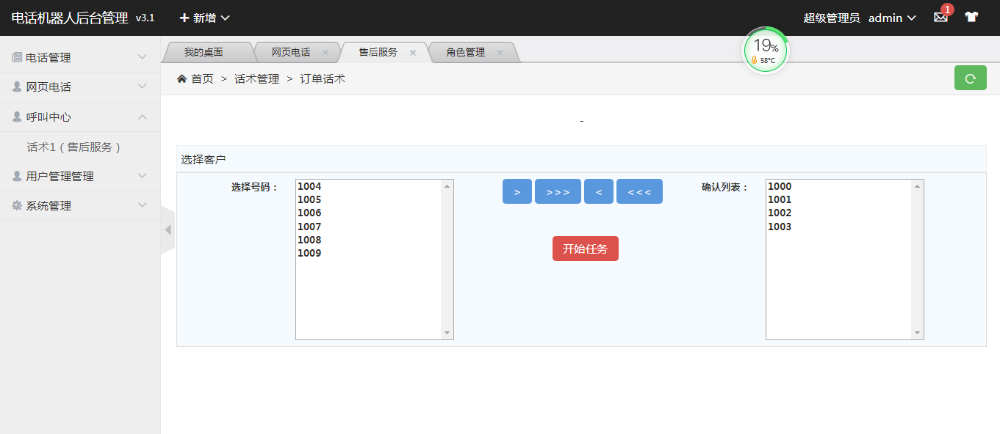 电话机器人后台管理 v3.1 新增 超级管理员 admin 1
我的桌面 网页电话 售后服务 角色管理
19% 58°C
首页 > 话术管理 > 订单话术
电话管理
网页电话
呼叫中心
话术1（售后服务）
用户管理管理
系统管理
-
选择客户
选择号码：
1004
1005
1006
1007
1008
1009
> >>> < <<<
开始任务
确认列表：
1000
1001
1002
1003